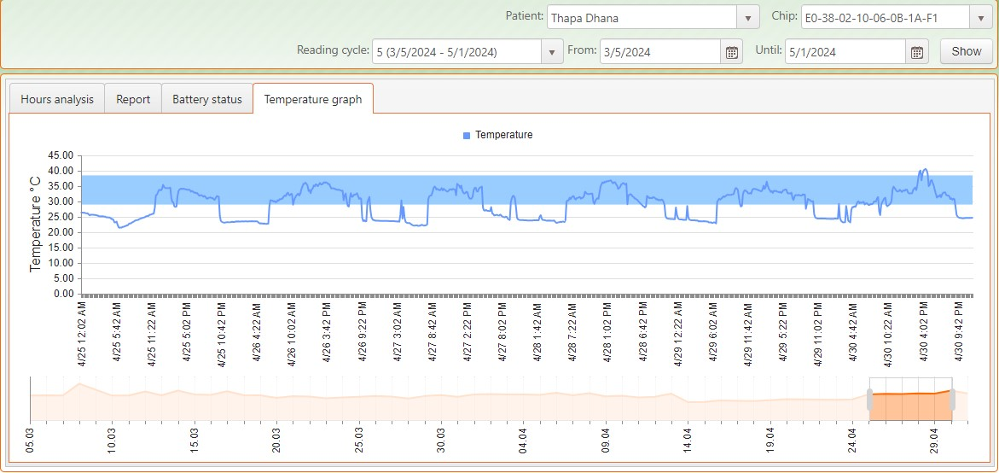 Patient: Thapa Dhana Chip: E0-38-02-10-06-0B-1A-F1
Reading cycle: 5 (3/5/2024 - 5/1/2024) From: 3/5/2024 Until: 5/1/2024 Show
Hours analysis Report Battery status Temperature graph
Temperature
Temperature °C
45.00
40.00
35.00
30.00
25.00
20.00
15.00
10.00
5.00
0.00
4/25 12:02 AM
4/25 5:42 AM
4/25 11:22 AM
4/25 5:02 PM
4/25 10:42 PM
4/26 4:22 AM
4/26 10:02 AM
4/26 3:42 PM
4/26 9:22 PM
4/27 3:02 AM
4/27 8:42 AM
4/27 2:22 PM
4/27 8:02 PM
4/28 1:42 AM
4/28 7:22 AM
4/28 1:02 PM
4/28 6:42 PM
4/29 12:22 AM
4/29 6:02 AM
4/29 11:42 AM
4/29 5:22 PM
4/29 11:02 PM
4/30 4:42 AM
4/30 10:22 AM
4/30 4:02 PM
4/30 9:42 PM
05.03
10.03
15.03
20.03
25.03
30.03
04.04
09.04
14.04
19.04
24.04
29.04